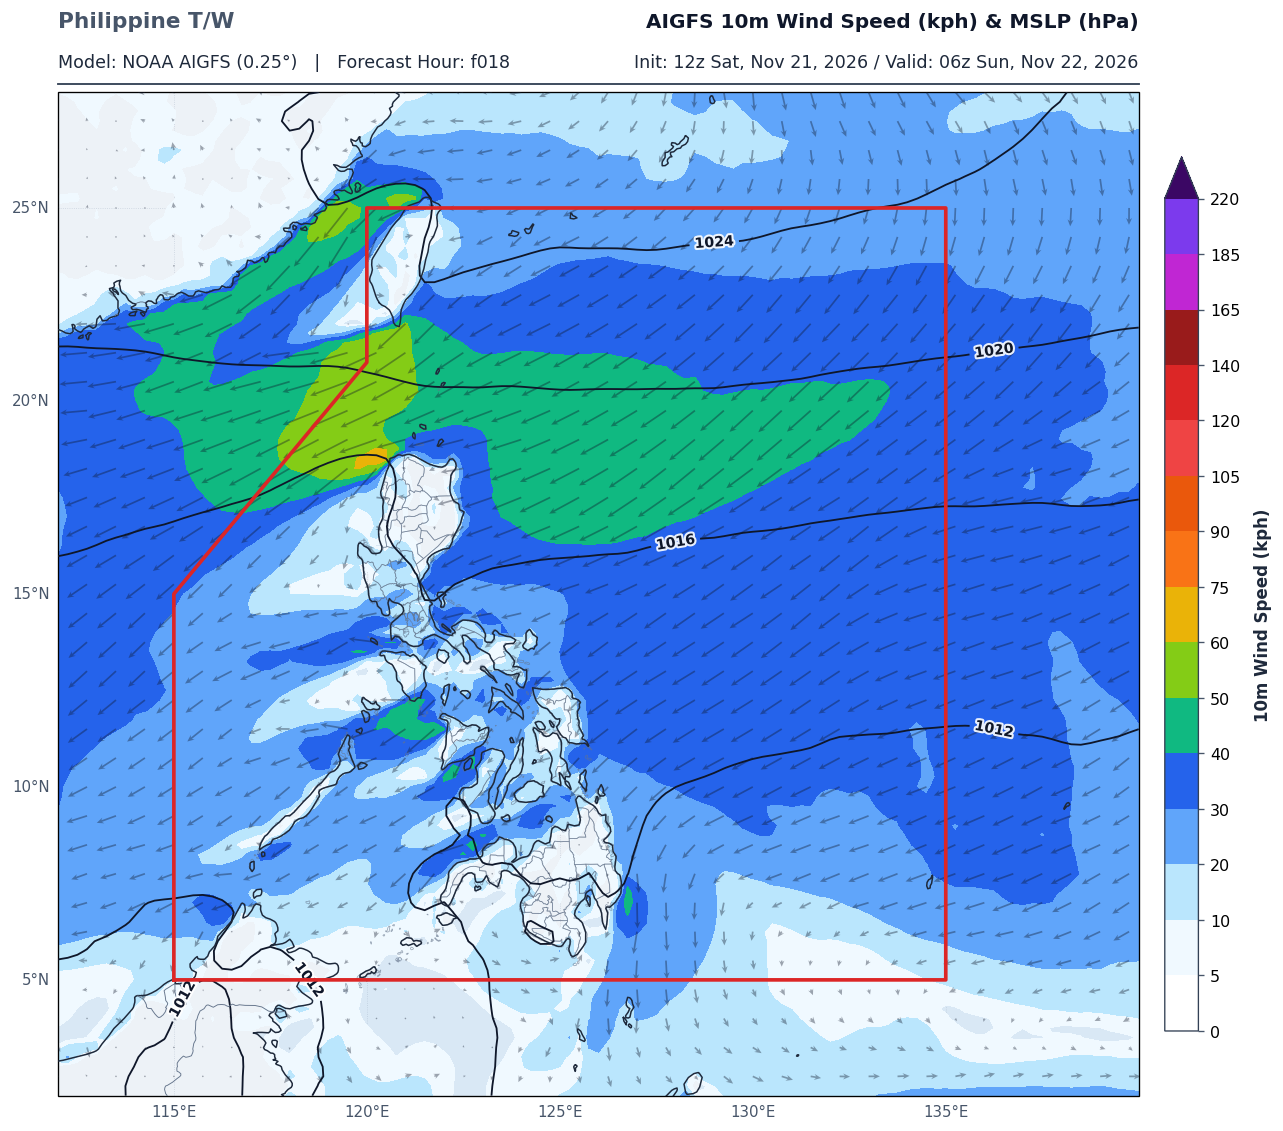 Philippine T/W
AIGFS 10m Wind Speed (kph) & MSLP (hPa)
Model: NOAA AIGFS (0.25°)   |   Forecast Hour: f018
Init: 12z Sat, Nov 21, 2026 / Valid: 06z Sun, Nov 22, 2026
25°N
20°N
15°N
10°N
5°N
1024
1020
1016
1012
1012
1012
115°E
120°E
125°E
130°E
135°E
220
185
165
140
120
105
90
75
60
50
40
30
20
10
5
0
10m Wind Speed (kph)